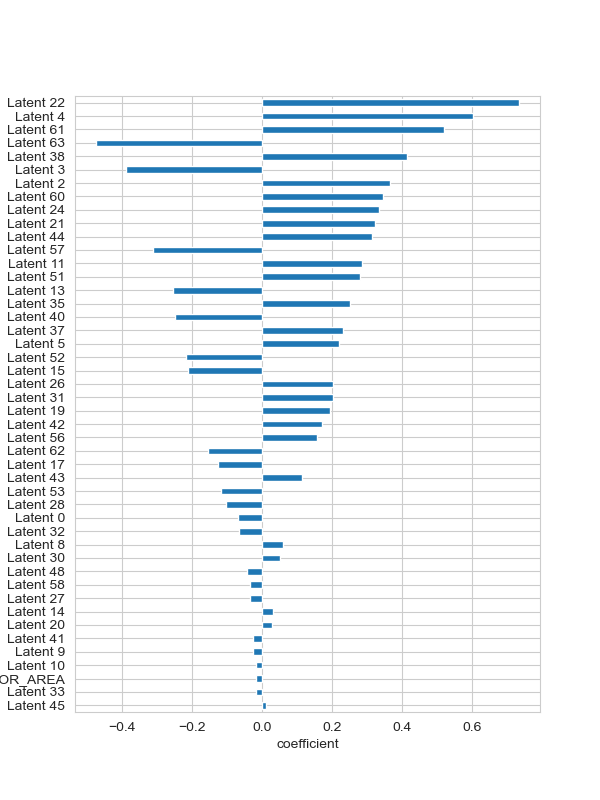 Latent 22
Latent 4
Latent 61
Latent 63
Latent 38
Latent 3
Latent 2
Latent 60
Latent 24
Latent 21
Latent 44
Latent 57
Latent 11
Latent 51
Latent 13
Latent 35
Latent 40
Latent 37
Latent 5
Latent 52
Latent 15
Latent 26
Latent 31
Latent 19
Latent 42
Latent 56
Latent 62
Latent 17
Latent 43
Latent 53
Latent 28
Latent 0
Latent 32
Latent 8
Latent 30
Latent 48
Latent 58
Latent 27
Latent 14
Latent 20
Latent 41
Latent 9
Latent 10
OR_AREA
Latent 33
Latent 45
−0.4 −0.2 0.0 0.2 0.4 0.6
coefficient